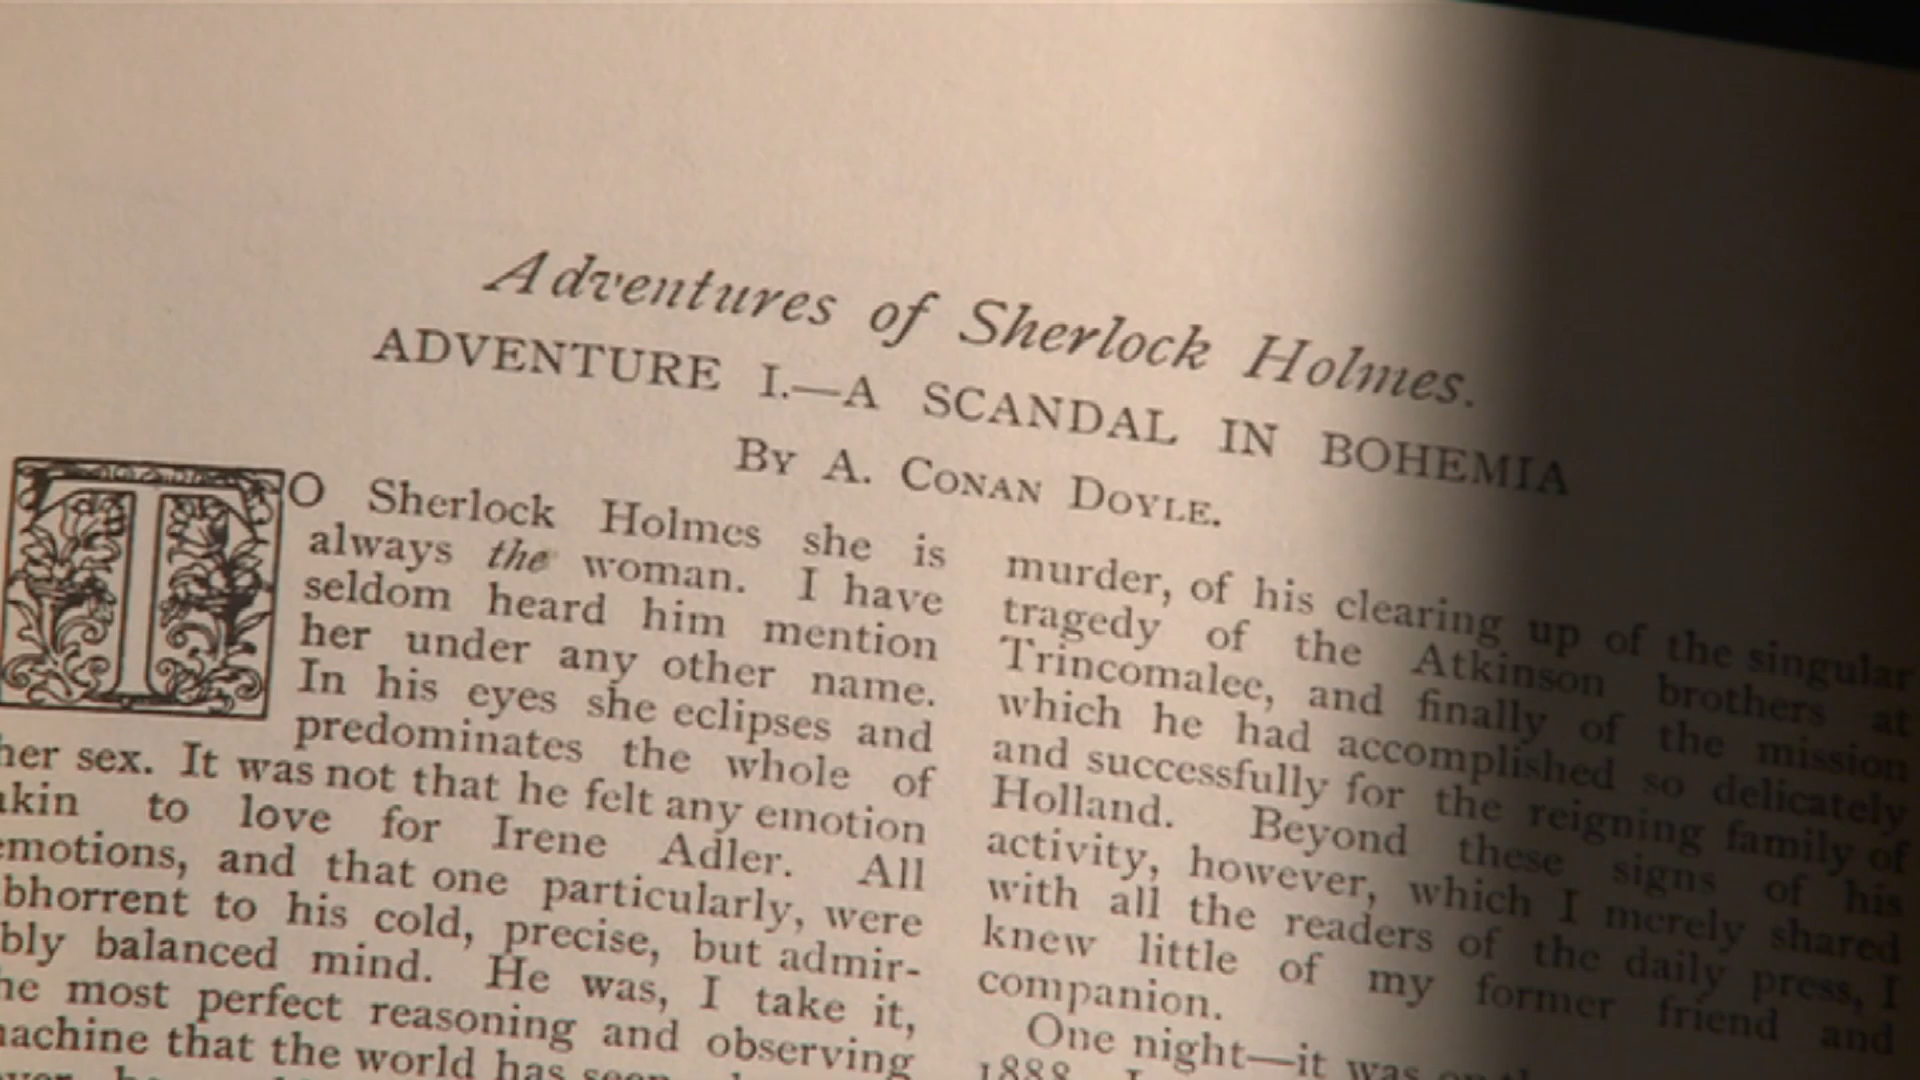 Adventures of Sherlock Holmes.
ADVENTURE I.—A SCANDAL IN BOHEMIA
BY A. CONAN DOYLE.
TO Sherlock Holmes she is
always the woman. I have
seldom heard him mention
her under any other name.
In his eyes she eclipses and
predominates the whole of
her sex. It was not that he felt any emotion
akin to love for Irene Adler. All
emotions, and that one particularly, were
bhorrent to his cold, precise, but admir-
bly balanced mind. He was, I take it,
he most perfect reasoning and observing
machine that the world has seen
murder, of his clearing up of the singular
tragedy of the Atkinson brothers at
Trincomalee, and finally of the mission
which he had accomplished so delicately
and successfully for the reigning family of
Holland. Beyond these signs of his
activity, however, which I merely shared
with all the readers of the daily press, I
knew little of my former friend and
companion.
One night—it was on
1888